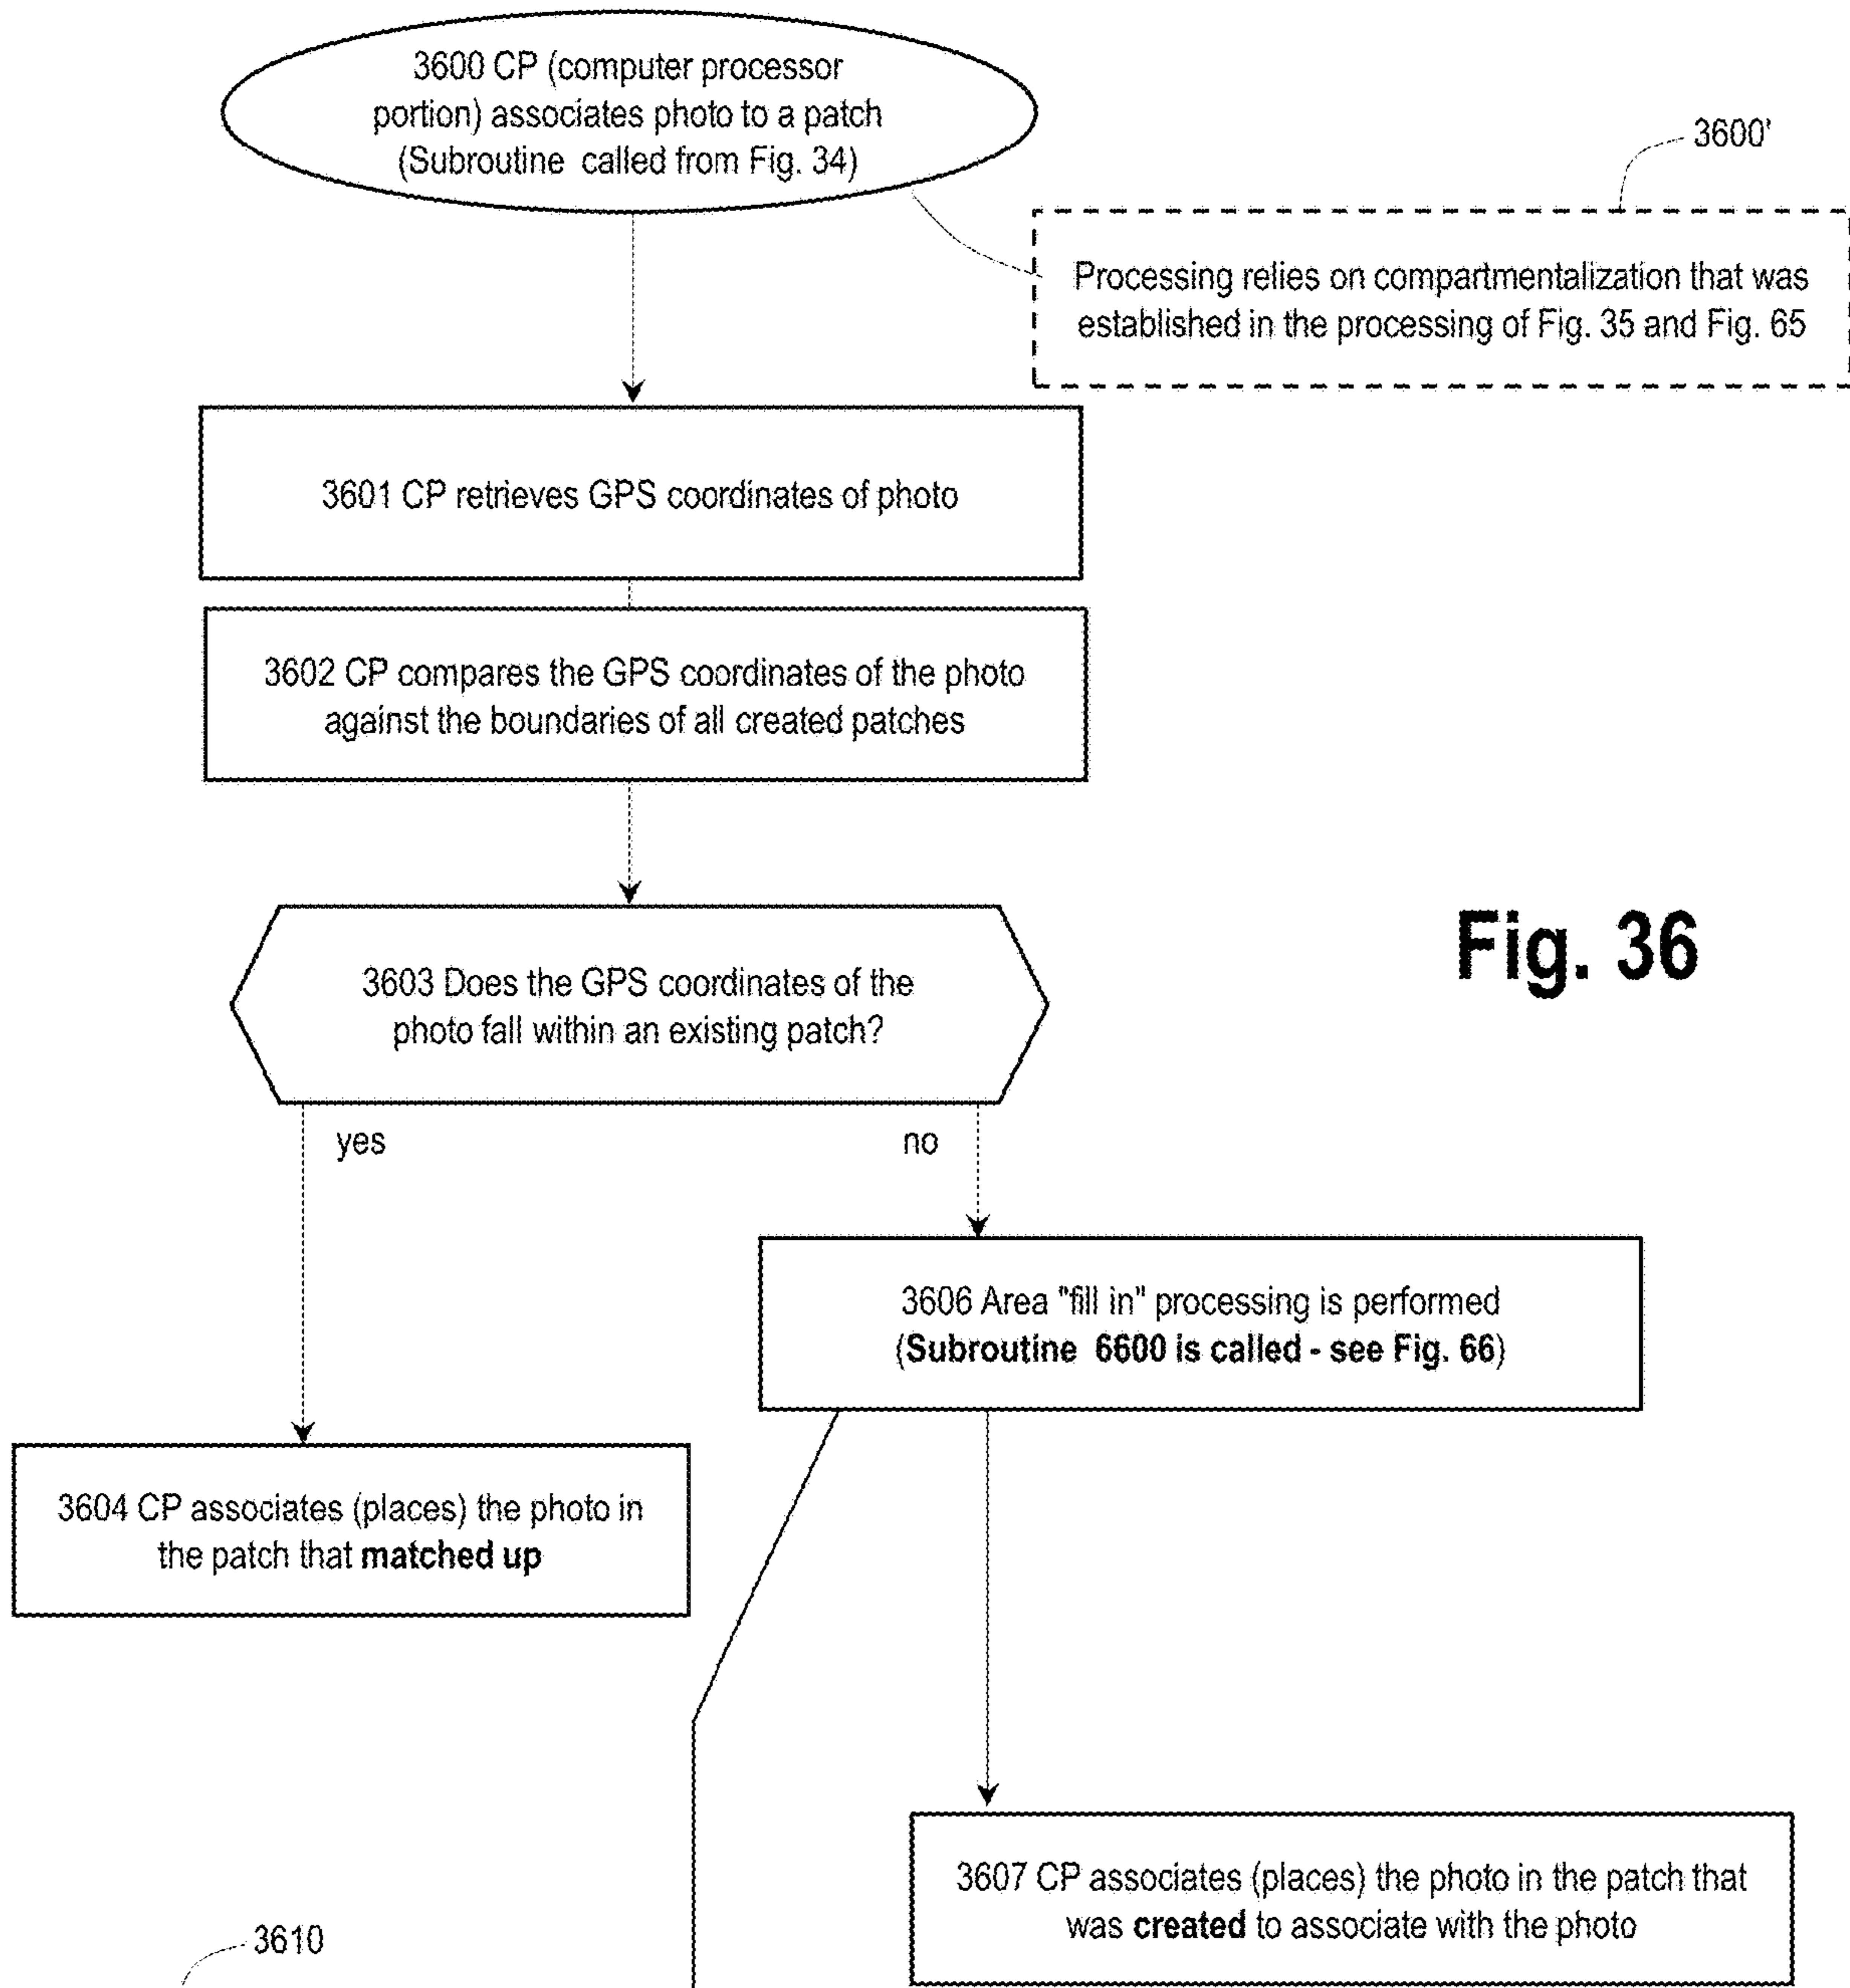 3600 CP (computer processor
portion) associates photo to a patch
(Subroutine called from Fig. 34)
3600'
Processing relies on compartmentalization that was
established in the processing of Fig. 35 and Fig. 65
3601 CP retrieves GPS coordinates of photo
3602 CP compares the GPS coordinates of the photo
against the boundaries of all created patches
Fig. 36
3603 Does the GPS coordinates of the
photo fall within an existing patch?
yes
no
3606 Area "fill in" processing is performed
(Subroutine 6600 is called - see Fig. 66)
3604 CP associates (places) the photo in
the patch that matched up
3607 CP associates (places) the photo in the patch that
was created to associate with the photo
3610